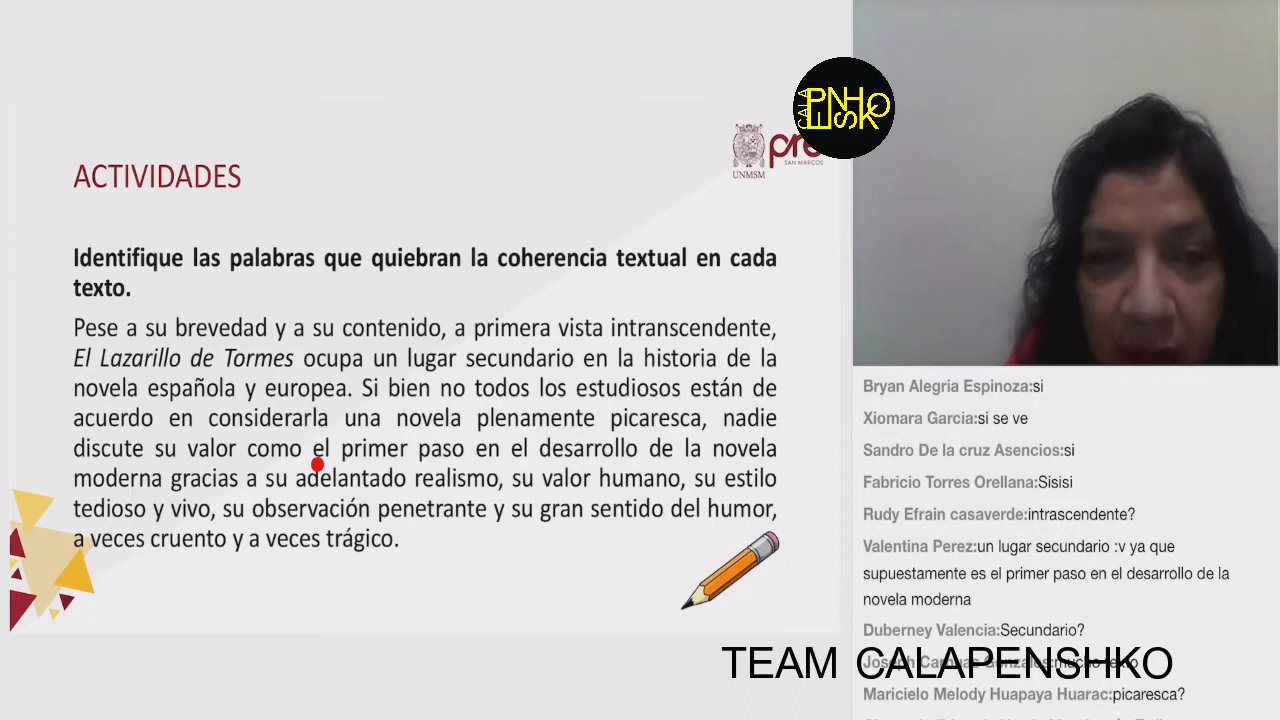 ACTIVIDADES
UNMSM
pre
SAN MARCOS
CALA
PENSHKO
Identifique las palabras que quiebran la coherencia textual en cada
texto.
Pese a su brevedad y a su contenido, a primera vista intranscendente,
El Lazarillo de Tormes ocupa un lugar secundario en la historia de la
novela española y europea. Si bien no todos los estudiosos están de
acuerdo en considerarla una novela plenamente picaresca, nadie
discute su valor como el primer paso en el desarrollo de la novela
moderna gracias a su adelantado realismo, su valor humano, su estilo
tedioso y vivo, su observación penetrante y su gran sentido del humor,
a veces cruento y a veces trágico.
Bryan Alegria Espinoza:si
Xiomara Garcia:si se ve
Sandro De la cruz Asencios:si
Fabricio Torres Orellana:Sisisi
Rudy Efrain casaverde:intrascendente?
Valentina Perez:un lugar secundario :v ya que
supuestamente es el primer paso en el desarrollo de la
novela moderna
Duberney Valencia:Secundario?
Joseph
TEAM CALAPENSHKO
Maricielo Melody Huapaya Huarac:picaresca?